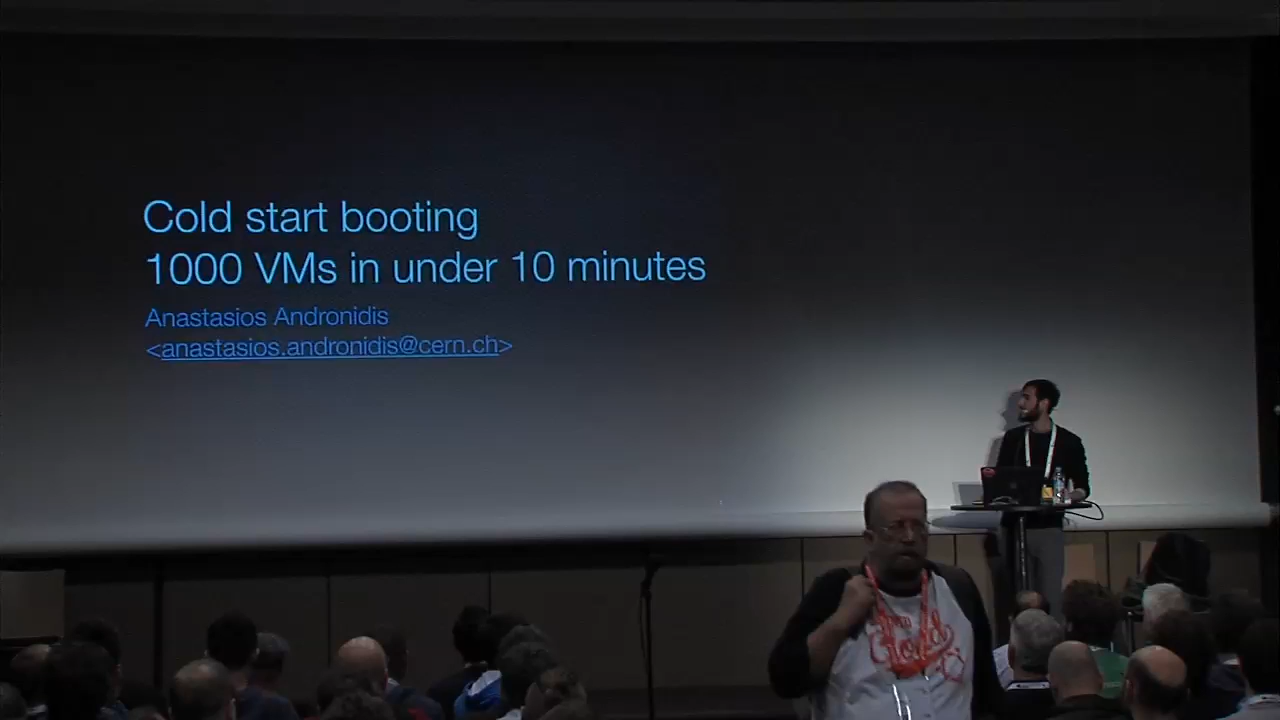 Cold start booting
1000 VMs in under 10 minutes
Anastasios Andronidis
<anastasios.andronidis@cern.ch>